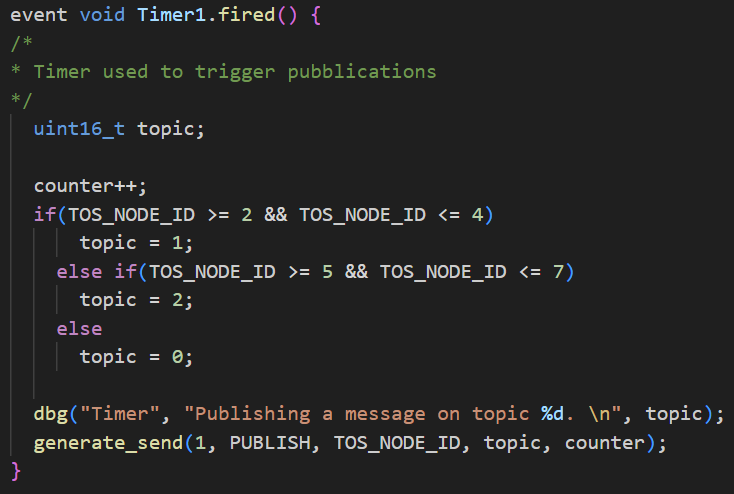 event void Timer1.fired() {
/*
* Timer used to trigger pubblications
*/
  uint16_t topic;

  counter++;
  if(TOS_NODE_ID >= 2 && TOS_NODE_ID <= 4)
      topic = 1;
    else if(TOS_NODE_ID >= 5 && TOS_NODE_ID <= 7)
      topic = 2;
    else
      topic = 0;

  dbg("Timer", "Publishing a message on topic %d. \n", topic);
  generate_send(1, PUBLISH, TOS_NODE_ID, topic, counter);
}